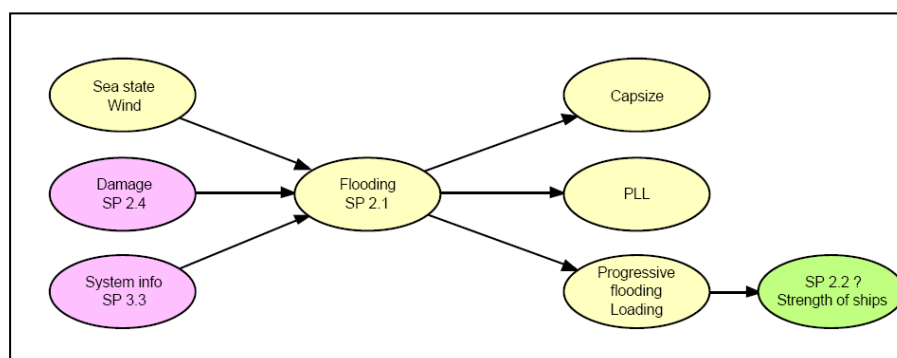 Sea state
Wind
Capsize
Damage
SP 2.4
Flooding
SP 2.1
PLL
System info
SP 3.3
Progressive
flooding
Loading
SP 2.2 ?
Strength of ships